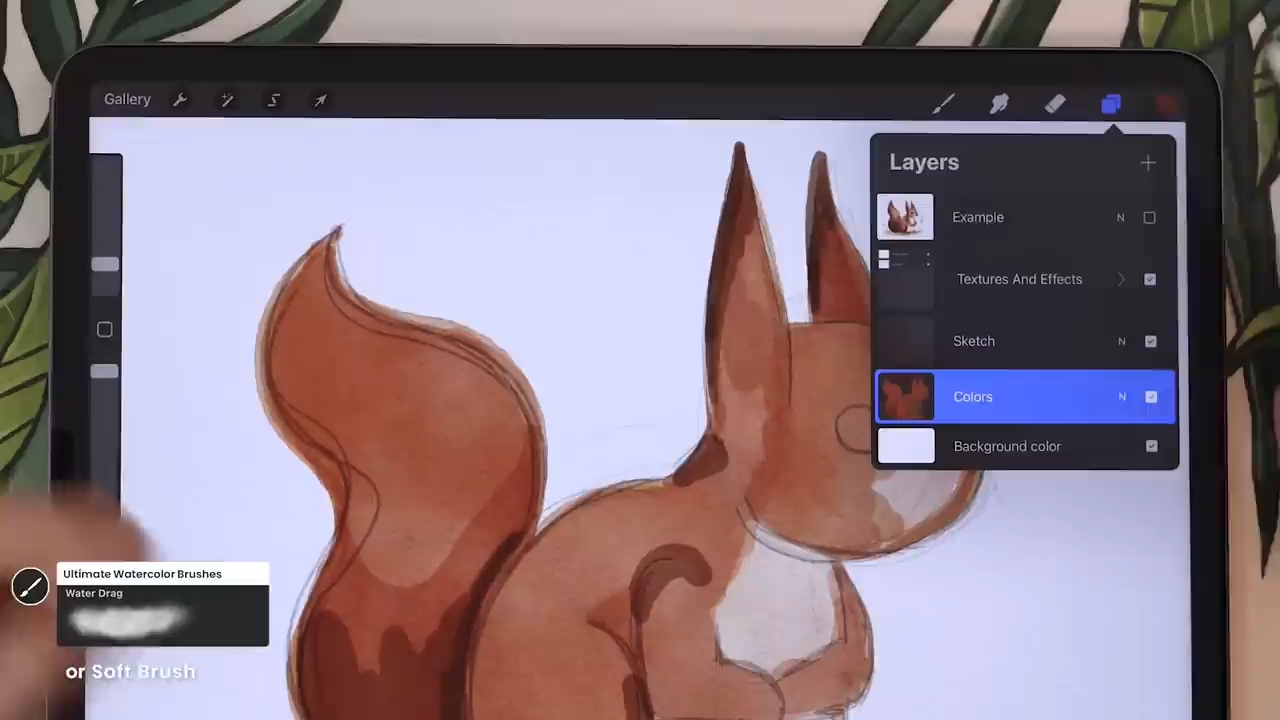 Gallery
Layers
Example N
Textures And Effects
Sketch N
Colors N
Background color
Ultimate Watercolor Brushes
Water Drag
or Soft Brush